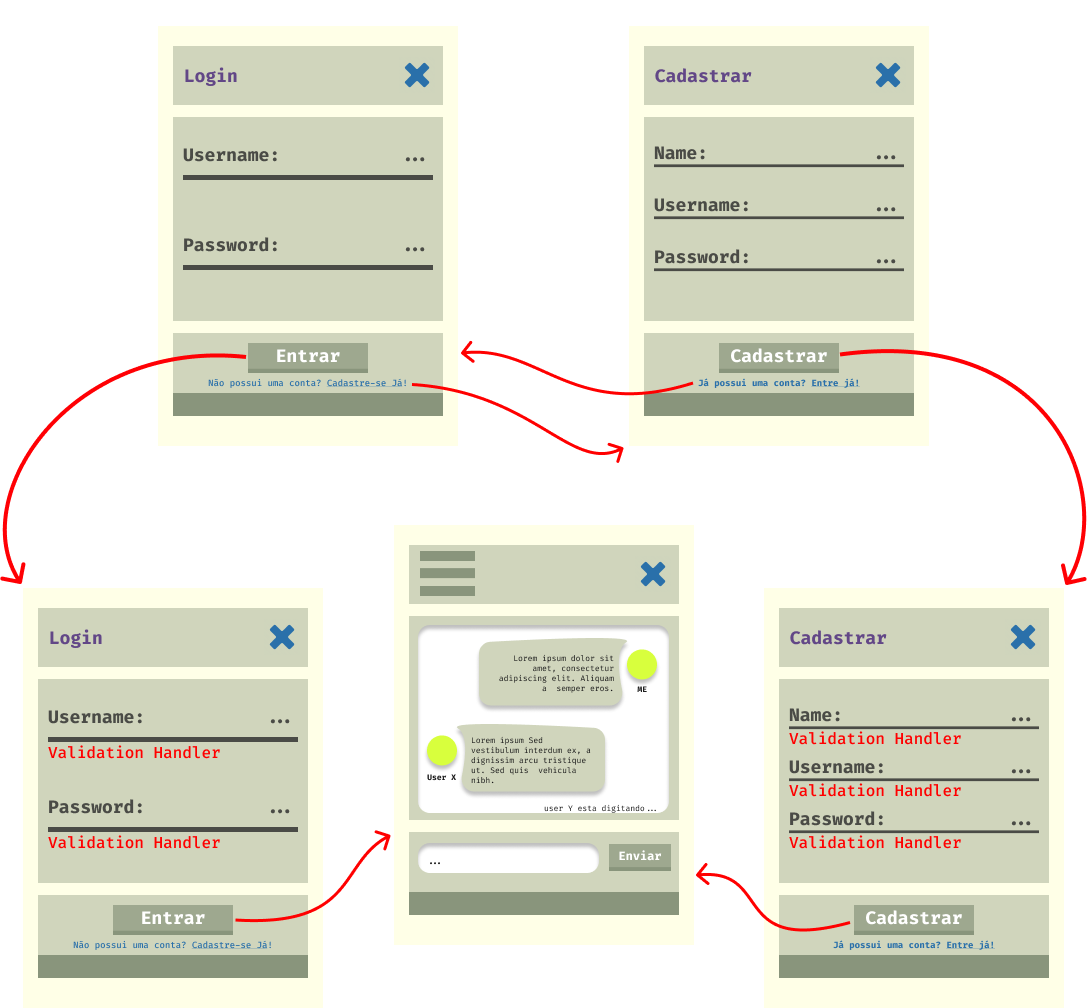 Login
Username: ...
Password: ...
Entrar
Não possui uma conta? Cadastre-se Já!
Cadastrar
Name: ...
Username: ...
Password: ...
Cadastrar
Já possui uma conta? Entre já!
Login
Username: ...
Validation Handler
Password: ...
Validation Handler
Entrar
Não possui uma conta? Cadastre-se Já!
Lorem ipsum dolor sit
amet, consectetur
adipiscing elit. Aliquam
a semper eros.
ME
Lorem ipsum Sed
vestibulum interdum ex, a
dignissim arcu tristique
ut. Sed quis vehicula
nibh.
User X
user Y esta digitando...
...
Enviar
Cadastrar
Name: ...
Validation Handler
Username: ...
Validation Handler
Password: ...
Validation Handler
Cadastrar
Já possui uma conta? Entre já!